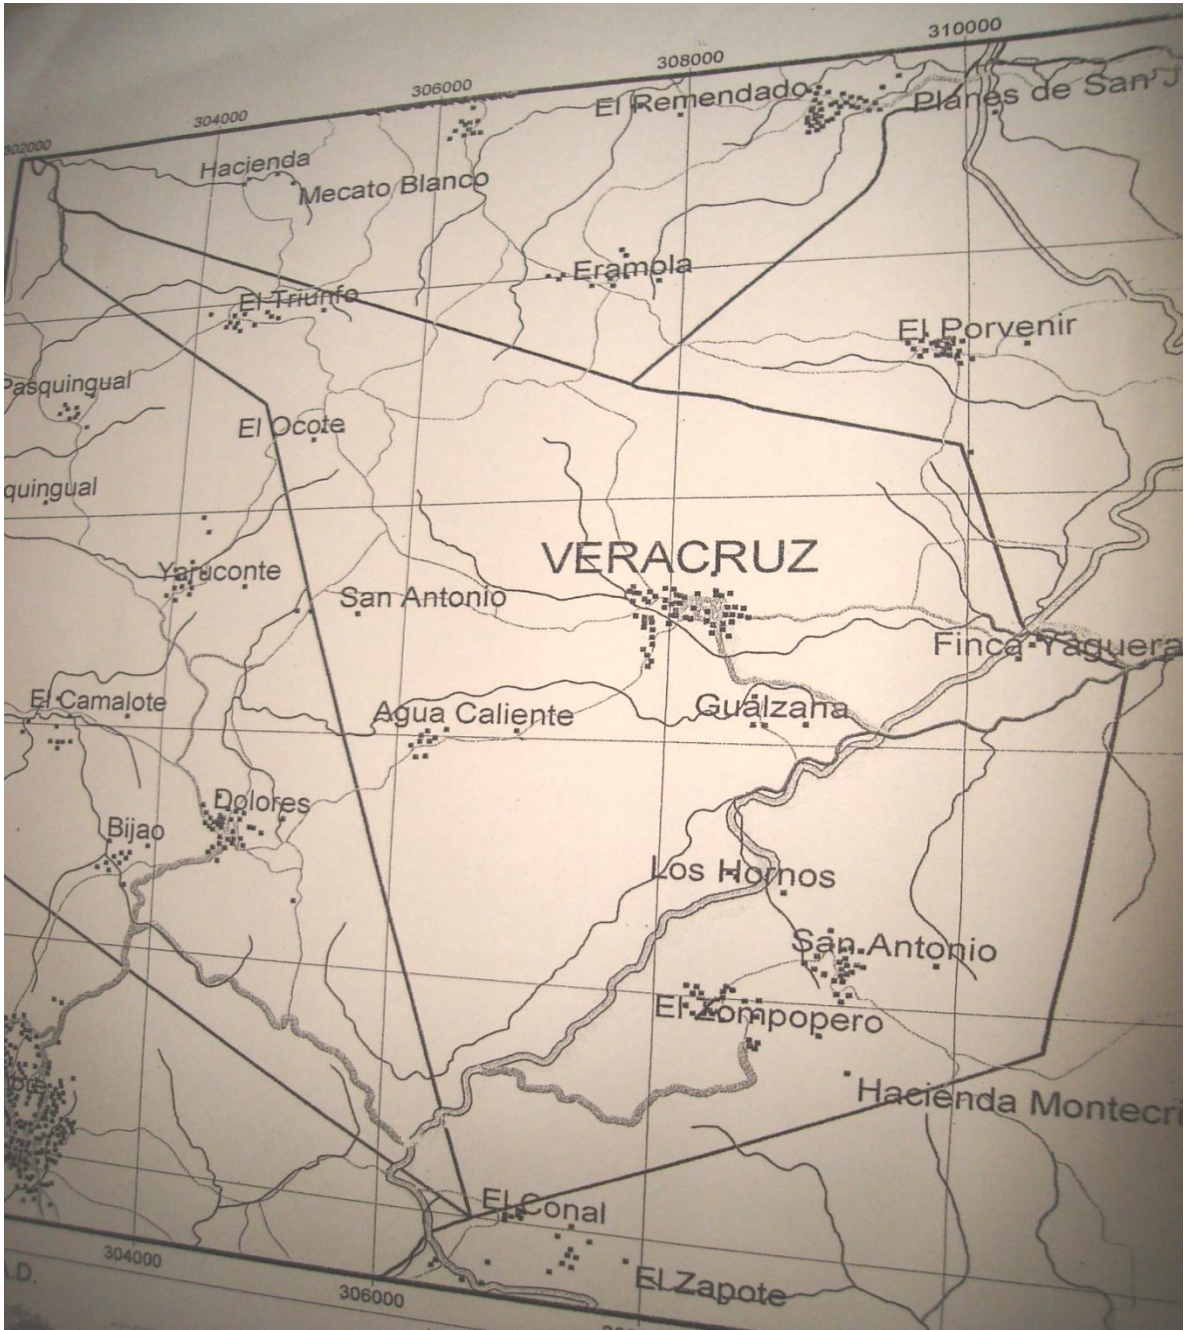 310000
308000
306000
304000
302000
El Remendado
Planes de San J
Hacienda
Mecato Blanco
Eramola
El Triunfo
El Porvenir
Pasquingual
El Ocote
quingual
VERACRUZ
Yaruconte
San Antonio
Finca Yaguera
El Camalote
Agua Caliente
Gualzaha
Dolores
Bijao
Los Hornos
San Antonio
El Zompopero
Hacienda Montecri
El Conal
304000
El Zapote
A.D.
306000